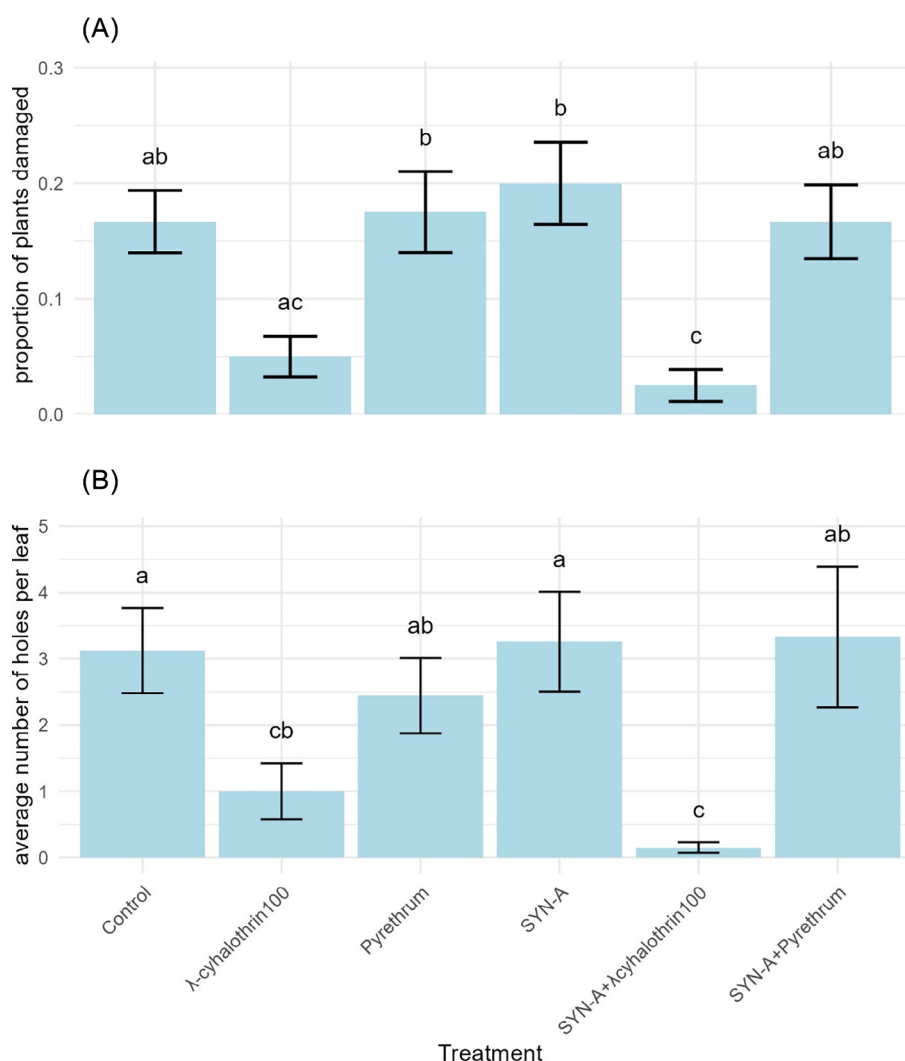 (A)
proportion of plants damaged
0.3
0.2
0.1
0.0
ab
ac
b
b
c
ab
(B)
average number of holes per leaf
5
4
3
2
1
0
a
cb
ab
a
c
ab
Control
λ-cyhalothrin100
Pyrethrum
SYN-A
SYN-A+λcyhalothrin100
SYN-A+Pyrethrum
Treatment